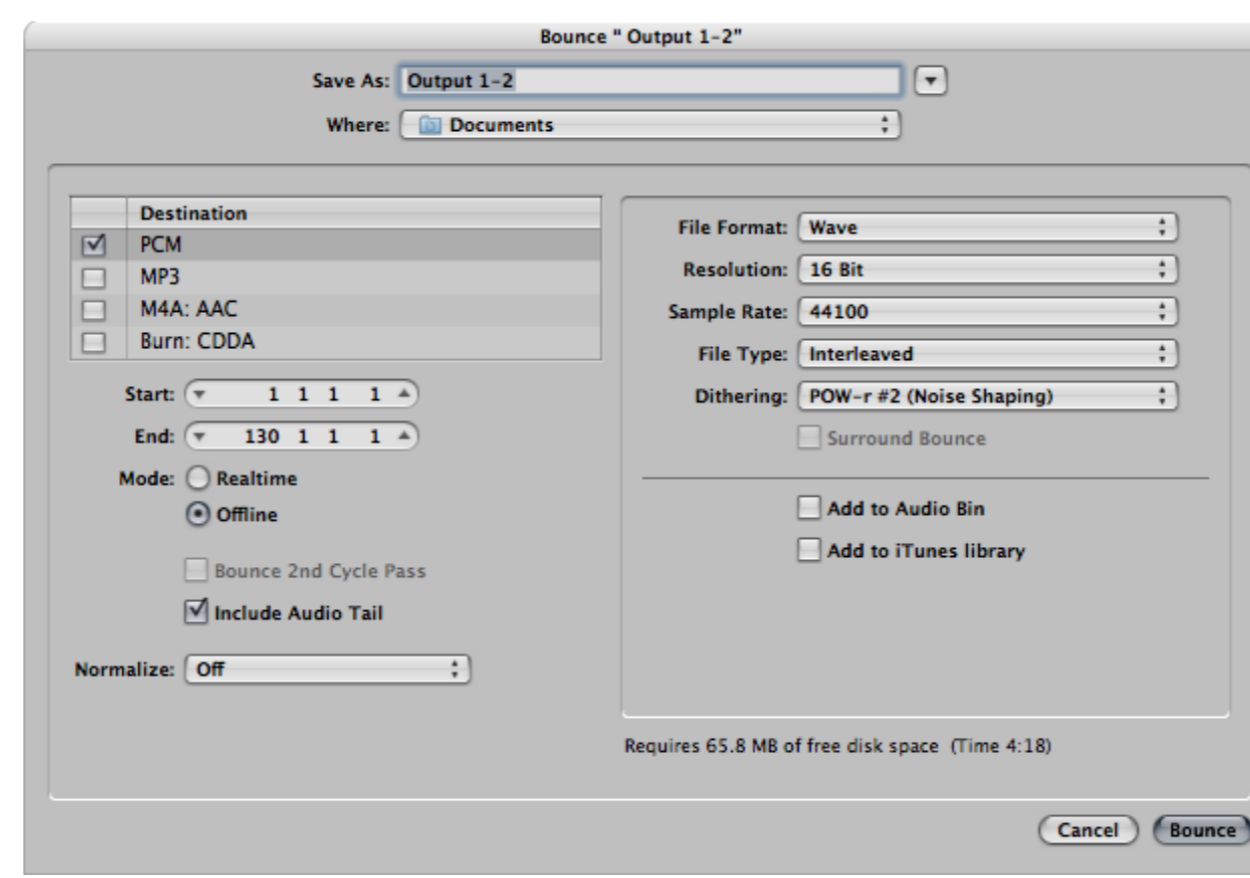 Bounce " Output 1-2"
Save As: Output 1-2
Where: Documents
Destination
PCM
MP3
M4A: AAC
Burn: CDDA
Start: 1 1 1 1
End: 130 1 1 1
Mode: Realtime
Offline
Bounce 2nd Cycle Pass
Include Audio Tail
Normalize: Off
File Format: Wave
Resolution: 16 Bit
Sample Rate: 44100
File Type: Interleaved
Dithering: POW-r #2 (Noise Shaping)
Surround Bounce
Add to Audio Bin
Add to iTunes library
Requires 65.8 MB of free disk space (Time 4:18)
Cancel Bounce